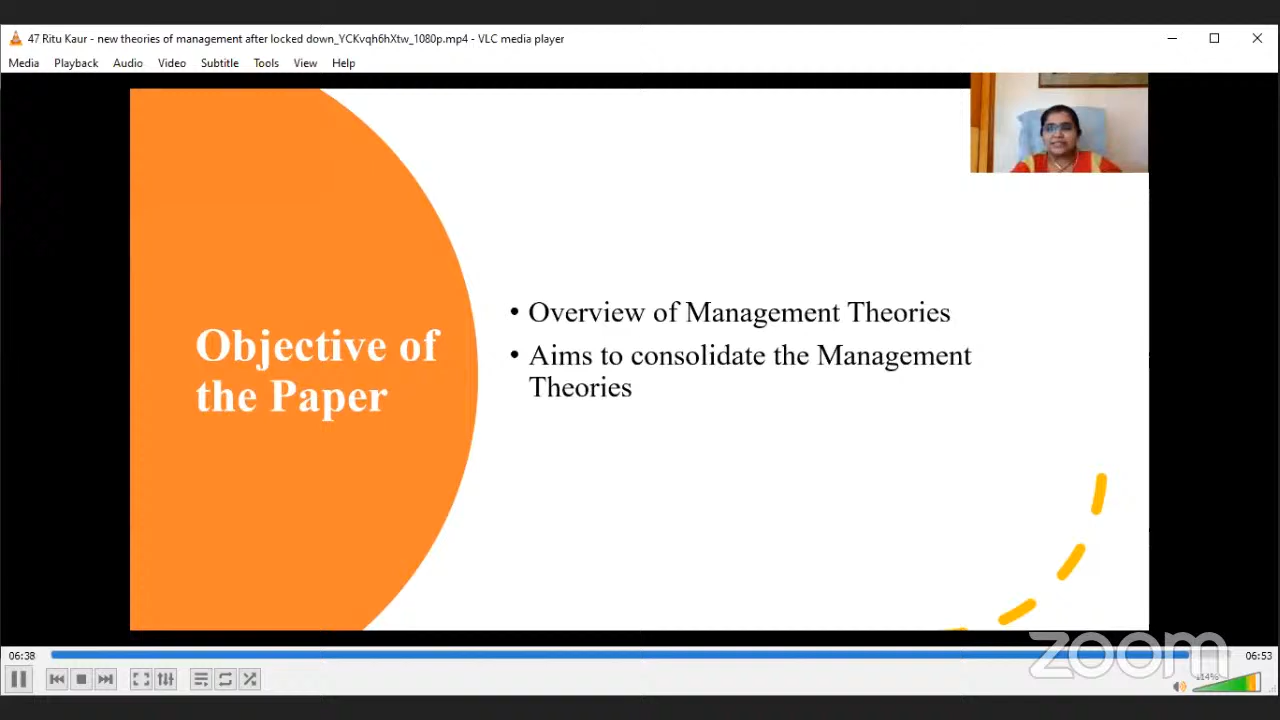 47 Ritu Kaur - new theories of management after locked down_YCKvqh6hXtw_1080p.mp4 - VLC media player
Media Playback Audio Video Subtitle Tools View Help
Objective of
the Paper
• Overview of Management Theories
• Aims to consolidate the Management
Theories
06:38
06:53
zoom
114%